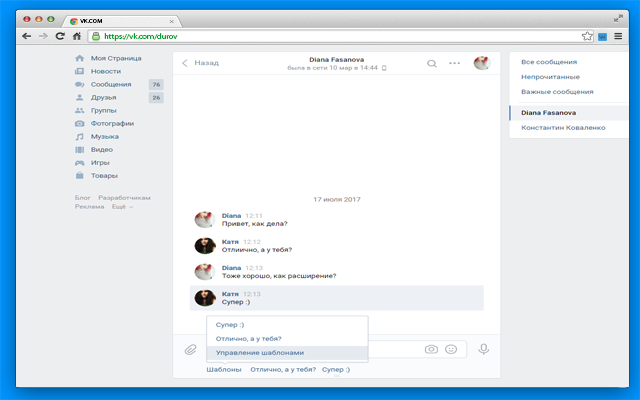 VK.COM
https://vk.com/durov
Моя Страница
Новости
Сообщения 76
Друзья 26
Группы
Фотографии
Музыка
Видео
Игры
Товары
Блог Разработчикам
Реклама Ещё
Назад
Diana Fasanova
была в сети 10 мар в 14:44
17 июля 2017
Diana 12:11
Привет, как дела?
Катя 12:12
Отлиично, а у тебя?
Diana 12:13
Тоже хорошо, как расширение?
Катя 12:13
Супер :)
Супер :)
Отлично, а у тебя?
Управление шаблонами
Шаблоны Отлично, а у тебя? Супер :)
Все сообщения
Непрочитанные
Важные сообщения
Diana Fasanova
Константин Коваленко